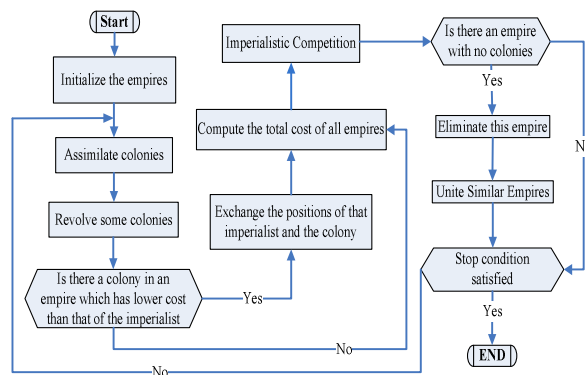 Start
Initialize the empires
Assimilate colonies
Revolve some colonies
Is there a colony in an
empire which has lower cost
than that of the imperialist
Yes
No
No
Exchange the positions of that
imperialist and the colony
Compute the total cost of all empires
Imperialistic Competition
Is there an empire
with no colonies
Yes
N
Eliminate this empire
Unite Similar Empires
Stop condition
satisfied
Yes
END